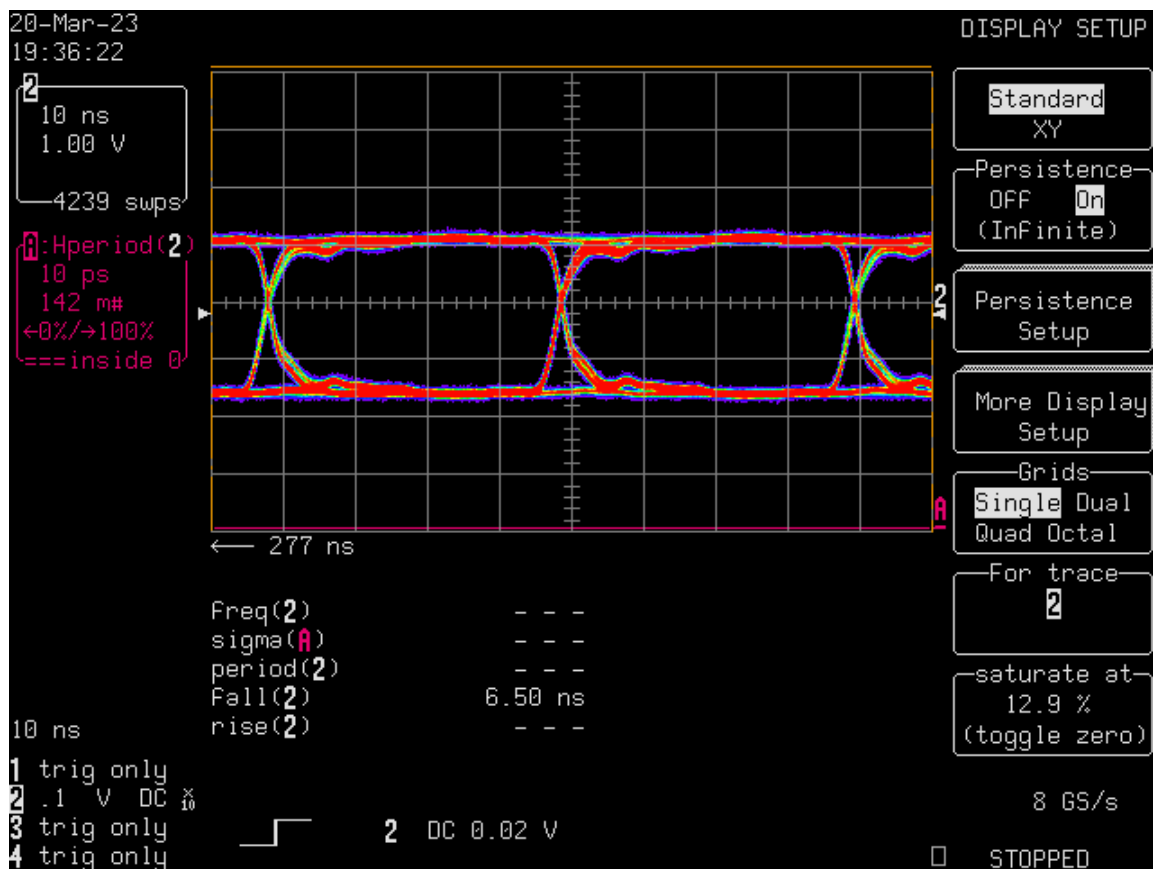 20-Mar-23
19:36:22
DISPLAY SETUP
2
10 ns
1.00 V
4239 swps
A:Hperiod(2)
10 ps
142 m#
←0%/→100%
===inside 0
Standard
XY
Persistence
OFF On
(Infinite)
Persistence
Setup
More Display
Setup
Grids
Single Dual
Quad Octal
For trace
2
saturate at
12.9 %
(toggle zero)
2
A
← 277 ns
freq(2) - - -
sigma(A) - - -
period(2) - - -
fall(2) 6.50 ns
rise(2) - - -
10 ns
1 trig only
2 .1 V DC X10
3 trig only
4 trig only
2 DC 0.02 V
8 GS/s
STOPPED